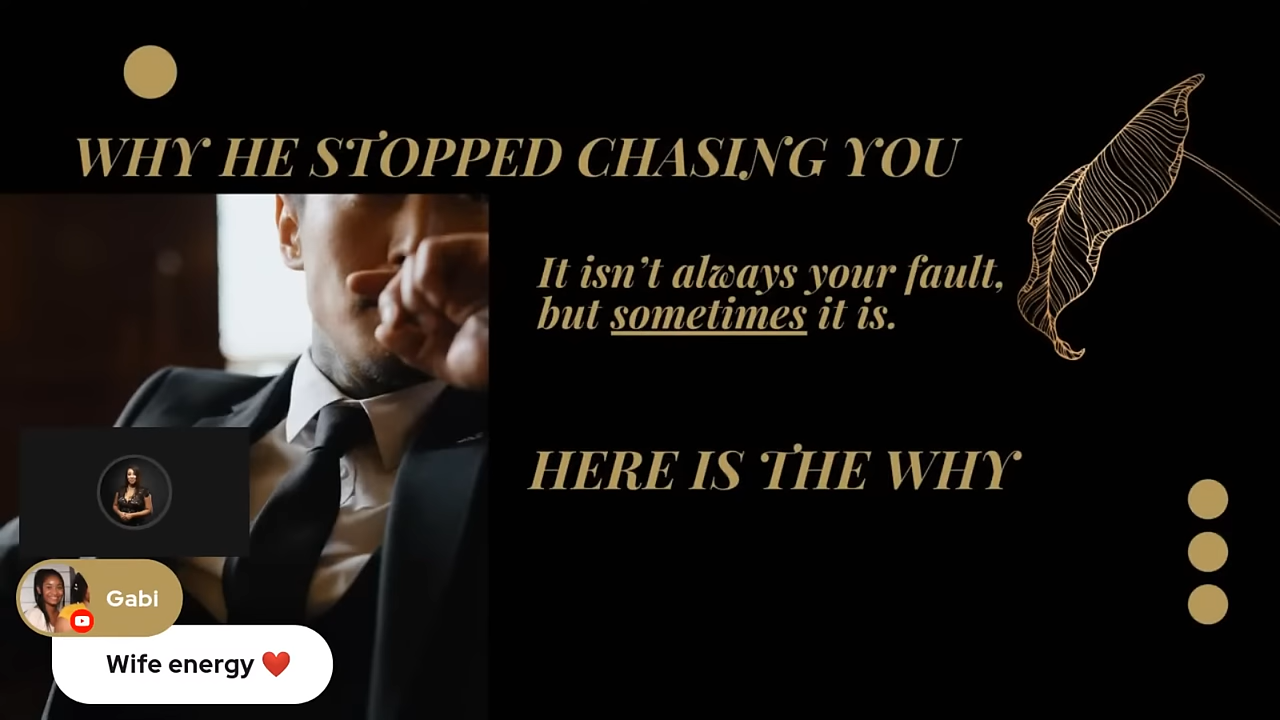 WHY HE STOPPED CHASING YOU
It isn't always your fault,
but sometimes it is.
HERE IS THE WHY
Gabi
Wife energy ❤️